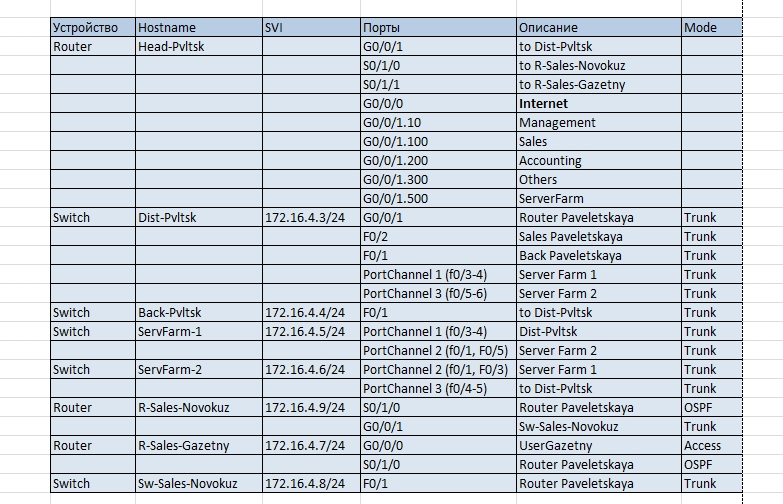 Устройство Hostname SVI Порты Описание Mode
Router Head-Pvltsk G0/0/1 to Dist-Pvltsk
S0/1/0 to R-Sales-Novokuz
S0/1/1 to R-Sales-Gazetny
G0/0/0 Internet
G0/0/1.10 Management
G0/0/1.100 Sales
G0/0/1.200 Accounting
G0/0/1.300 Others
G0/0/1.500 ServerFarm
Switch Dist-Pvltsk 172.16.4.3/24 G0/0/1 Router Paveletskaya Trunk
F0/2 Sales Paveletskaya Trunk
F0/1 Back Paveletskaya Trunk
PortChannel 1 (f0/3-4) Server Farm 1 Trunk
PortChannel 3 (f0/5-6) Server Farm 2 Trunk
Switch Back-Pvltsk 172.16.4.4/24 F0/1 to Dist-Pvltsk Trunk
Switch ServFarm-1 172.16.4.5/24 PortChannel 1 (f0/3-4) Dist-Pvltsk Trunk
PortChannel 2 (f0/1, F0/5) Server Farm 2 Trunk
Switch ServFarm-2 172.16.4.6/24 PortChannel 2 (f0/1, F0/3) Server Farm 1 Trunk
PortChannel 3 (f0/4-5) to Dist-Pvltsk Trunk
Router R-Sales-Novokuz 172.16.4.9/24 S0/1/0 Router Paveletskaya OSPF
G0/0/1 Sw-Sales-Novokuz Trunk
Router R-Sales-Gazetny 172.16.4.7/24 G0/0/0 UserGazetny Access
S0/1/0 Router Paveletskaya OSPF
Switch Sw-Sales-Novokuz 172.16.4.8/24 F0/1 Router Paveletskaya Trunk